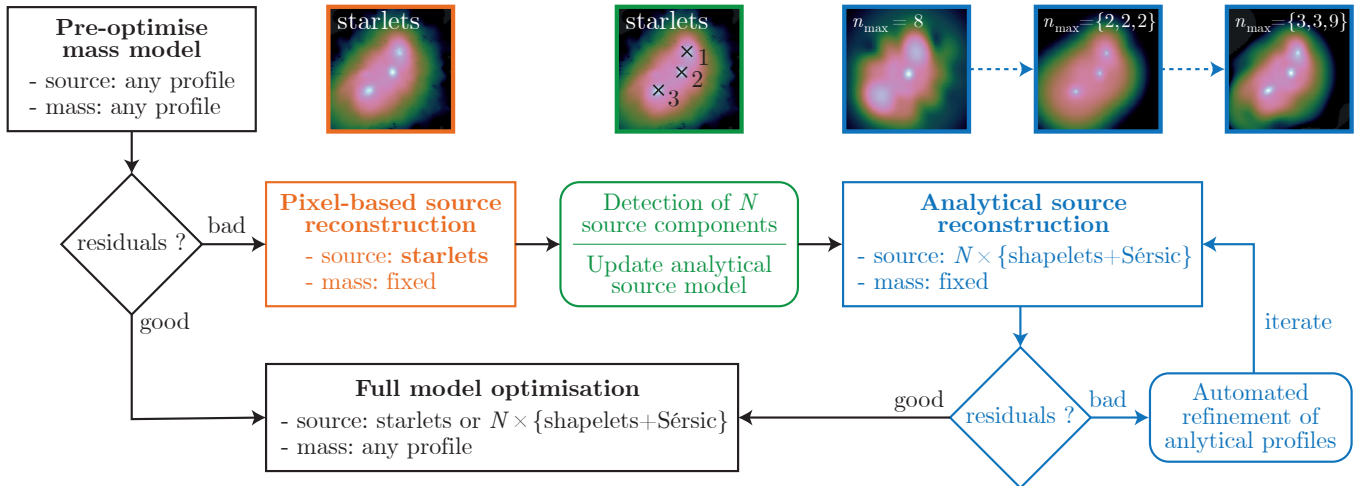 Pre-optimise
mass model
- source: any profile
- mass: any profile
starlets
starlets
1
2
3
n_max = 8
n_max={2,2,2}
n_max={3,3,9}
residuals ?
bad
good
Pixel-based source
reconstruction
- source: starlets
- mass: fixed
Detection of N
source components
Update analytical
source model
Analytical source
reconstruction
- source: N × {shapelets+Sérsic}
- mass: fixed
iterate
Full model optimisation
- source: starlets or N × {shapelets+Sérsic}
- mass: any profile
good
residuals ?
bad
Automated
refinement of
anlytical profiles